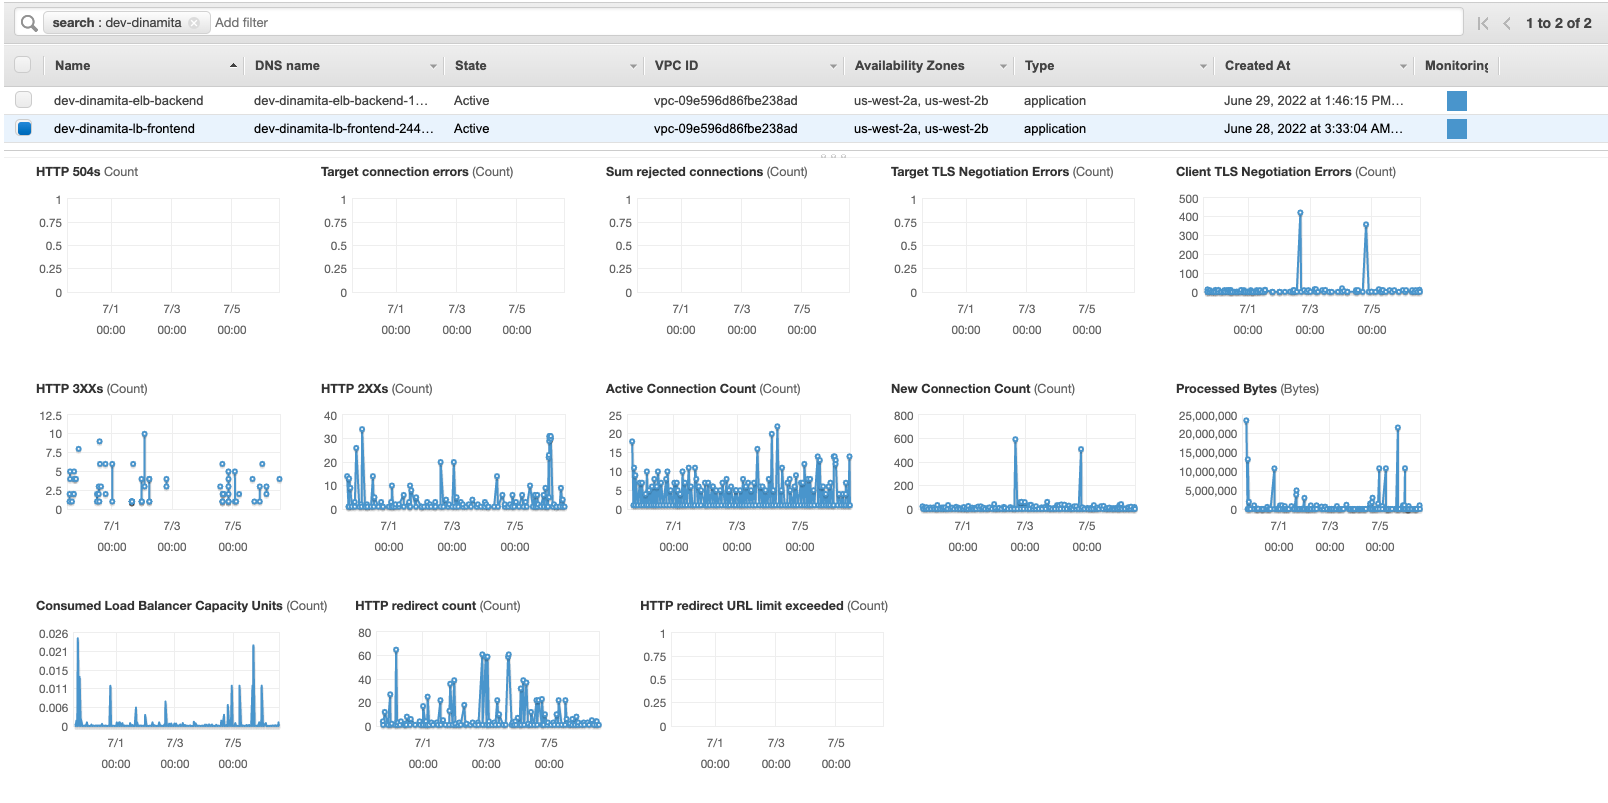 search : dev-dinamita Add filter 1 to 2 of 2
Name DNS name State VPC ID Availability Zones Type Created At Monitoring
dev-dinamita-elb-backend dev-dinamita-elb-backend-1... Active vpc-09e596d86fbe238ad us-west-2a, us-west-2b application June 29, 2022 at 1:46:15 PM...
dev-dinamita-lb-frontend dev-dinamita-lb-frontend-244... Active vpc-09e596d86fbe238ad us-west-2a, us-west-2b application June 28, 2022 at 3:33:04 AM...
HTTP 504s Count
1
0.75
0.5
0.25
0
7/1 7/3 7/5
00:00 00:00 00:00
Target connection errors (Count)
1
0.75
0.5
0.25
0
7/1 7/3 7/5
00:00 00:00 00:00
Sum rejected connections (Count)
1
0.75
0.5
0.25
0
7/1 7/3 7/5
00:00 00:00 00:00
Target TLS Negotiation Errors (Count)
1
0.75
0.5
0.25
0
7/1 7/3 7/5
00:00 00:00 00:00
Client TLS Negotiation Errors (Count)
500
400
300
200
100
0
7/1 7/3 7/5
00:00 00:00 00:00
HTTP 3XXs (Count)
12.5
10
7.5
5
2.5
0
7/1 7/3 7/5
00:00 00:00 00:00
HTTP 2XXs (Count)
40
30
20
10
0
7/1 7/3 7/5
00:00 00:00 00:00
Active Connection Count (Count)
25
20
15
10
5
0
7/1 7/3 7/5
00:00 00:00 00:00
New Connection Count (Count)
800
600
400
200
0
7/1 7/3 7/5
00:00 00:00 00:00
Processed Bytes (Bytes)
25,000,000
20,000,000
15,000,000
10,000,000
5,000,000
0
7/1 7/3 7/5
00:00 00:00 00:00
Consumed Load Balancer Capacity Units (Count)
0.026
0.021
0.015
0.011
0.006
0
7/1 7/3 7/5
00:00 00:00 00:00
HTTP redirect count (Count)
80
60
40
20
0
7/1 7/3 7/5
00:00 00:00 00:00
HTTP redirect URL limit exceeded (Count)
1
0.75
0.5
0.25
0
7/1 7/3 7/5
00:00 00:00 00:00